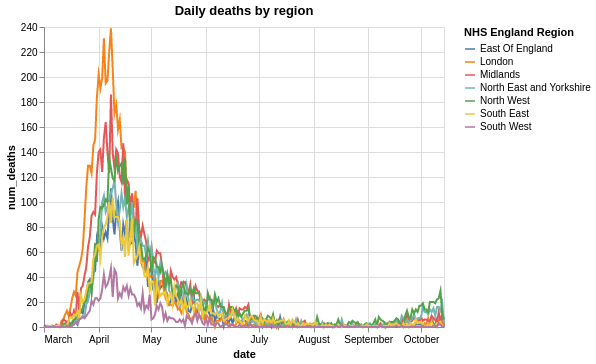 Daily deaths by region
NHS England Region
East Of England
London
Midlands
North East and Yorkshire
North West
South East
South West
num_deaths
240
220
200
180
160
140
120
100
80
60
40
20
0
March April May June July August September October
date